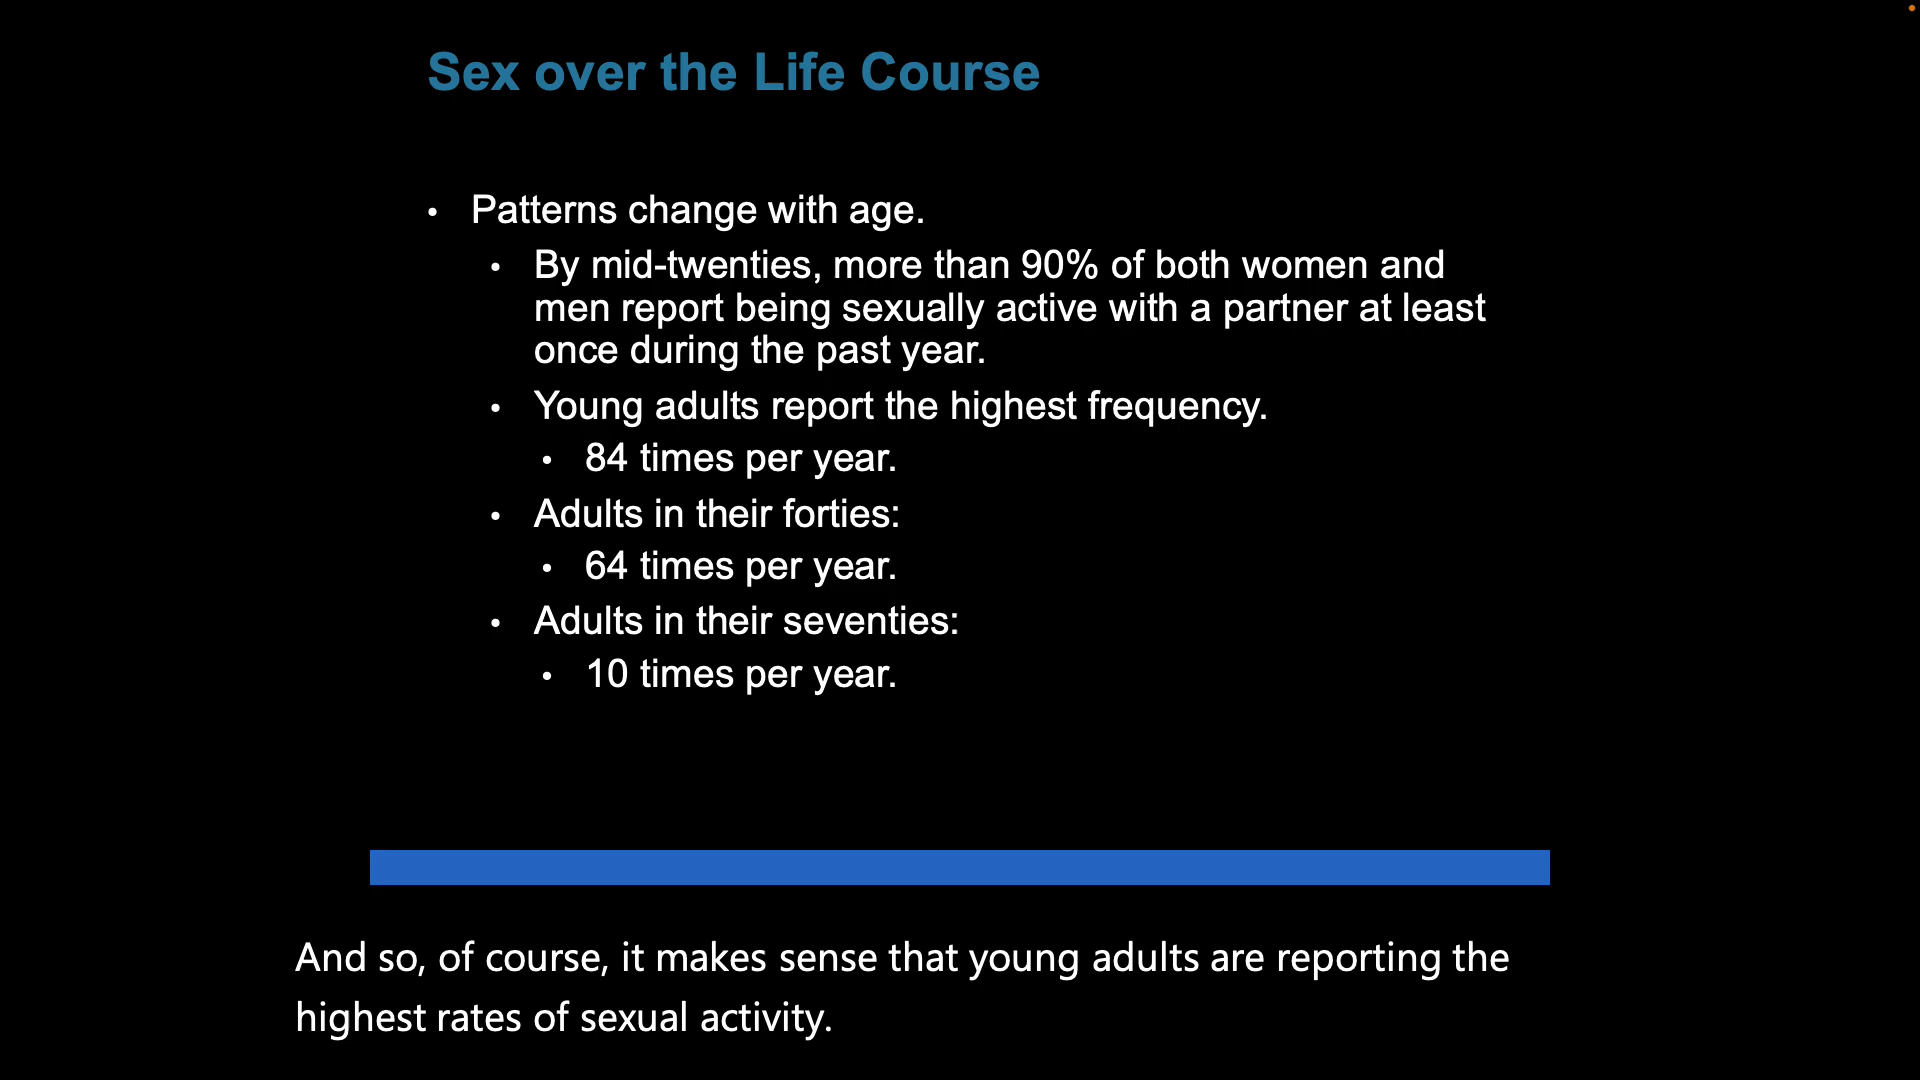 Sex over the Life Course
• Patterns change with age.
• By mid-twenties, more than 90% of both women and
men report being sexually active with a partner at least
once during the past year.
• Young adults report the highest frequency.
• 84 times per year.
• Adults in their forties:
• 64 times per year.
• Adults in their seventies:
• 10 times per year.
And so, of course, it makes sense that young adults are reporting the
highest rates of sexual activity.